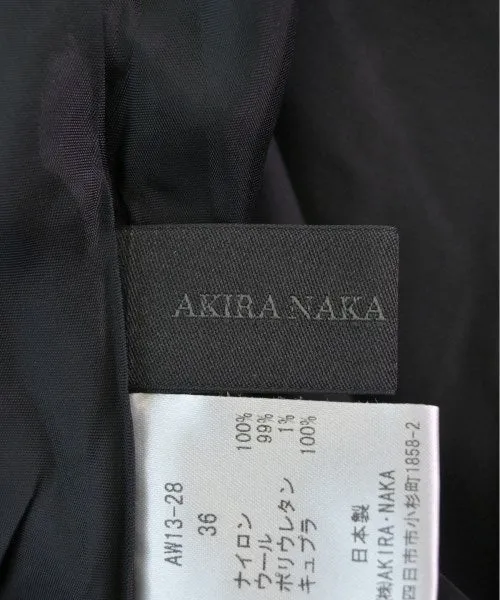 AKIRA NAKA
AW13-28
36
ナイロン 100%
ウール 99%
ポリウレタン 1%
キュプラ 100%
日本製
㈱AKIRA・NAKA
四日市市小杉町1858-2